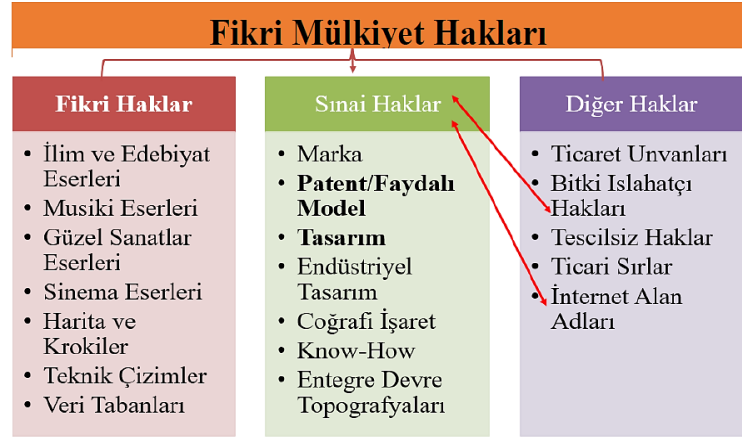 Fikri Mülkiyet Hakları
Fikri Haklar
• İlim ve Edebiyat
Eserleri
• Musiki Eserleri
• Güzel Sanatlar
Eserleri
• Sinema Eserleri
• Harita ve
Krokiler
• Teknik Çizimler
• Veri Tabanları
Sınai Haklar
• Marka
• Patent/Faydalı
Model
• Tasarım
• Endüstriyel
Tasarım
• Coğrafi İşaret
• Know-How
• Entegre Devre
Topografyaları
Diğer Haklar
• Ticaret Unvanları
• Bitki Islahatçı
Hakları
• Tescilsiz Haklar
• Ticari Sırlar
• İnternet Alan
Adları